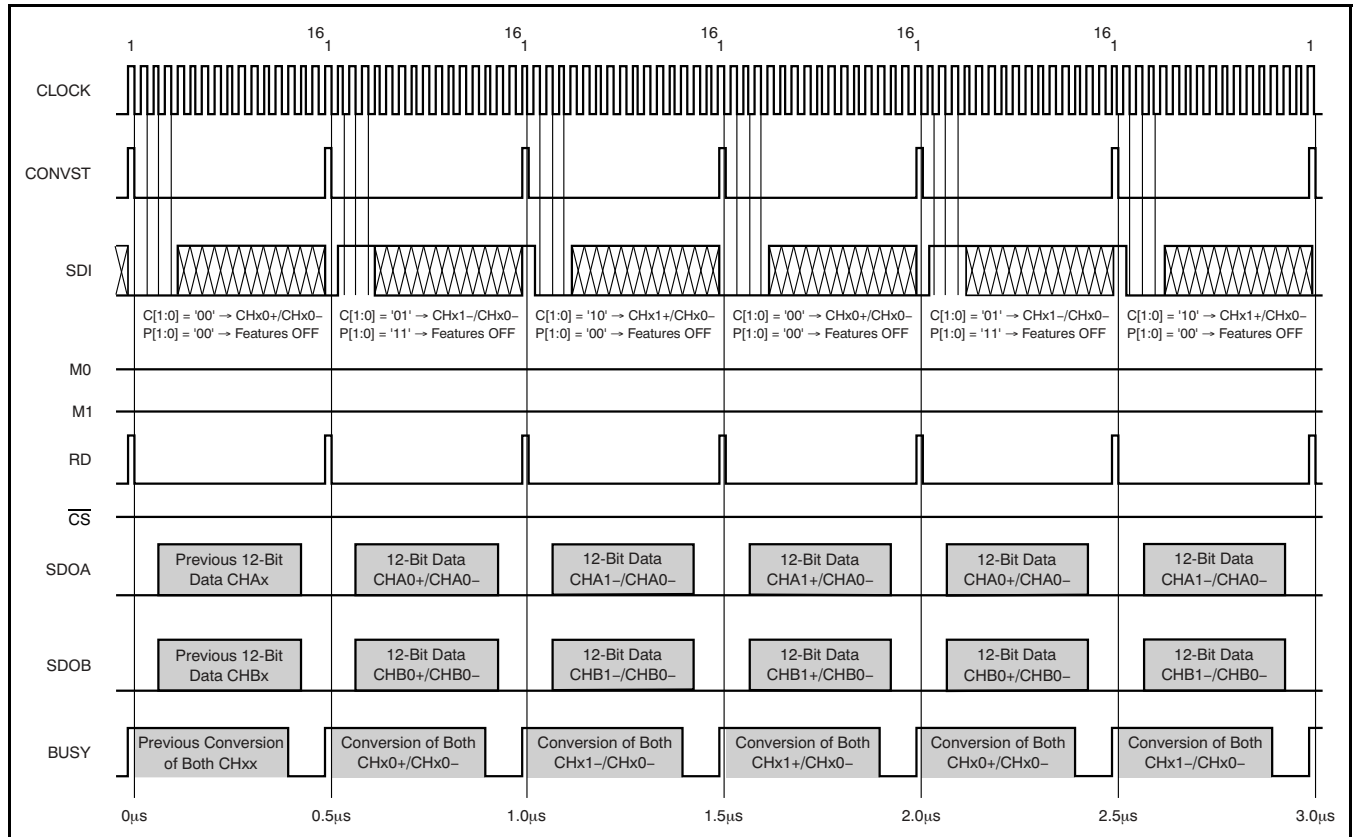 16 16 16 16 16
1 1 1 1 1 1 1
CLOCK
CONVST
SDI
C[1:0] = '00' → CHx0+/CHx0–
P[1:0] = '00' → Features OFF
C[1:0] = '01' → CHx1–/CHx0–
P[1:0] = '11' → Features OFF
C[1:0] = '10' → CHx1+/CHx0–
P[1:0] = '00' → Features OFF
C[1:0] = '00' → CHx0+/CHx0–
P[1:0] = '00' → Features OFF
C[1:0] = '01' → CHx1–/CHx0–
P[1:0] = '11' → Features OFF
C[1:0] = '10' → CHx1+/CHx0–
P[1:0] = '00' → Features OFF
M0
M1
RD
CS
SDOA
Previous 12-Bit
Data CHAx
12-Bit Data
CHA0+/CHA0–
12-Bit Data
CHA1–/CHA0–
12-Bit Data
CHA1+/CHA0–
12-Bit Data
CHA0+/CHA0–
12-Bit Data
CHA1–/CHA0–
SDOB
Previous 12-Bit
Data CHBx
12-Bit Data
CHB0+/CHB0–
12-Bit Data
CHB1–/CHB0–
12-Bit Data
CHB1+/CHB0–
12-Bit Data
CHB0+/CHB0–
12-Bit Data
CHB1–/CHB0–
BUSY
Previous Conversion
of Both CHxx
Conversion of Both
CHx0+/CHx0–
Conversion of Both
CHx1–/CHx0–
Conversion of Both
CHx1+/CHx0–
Conversion of Both
CHx0+/CHx0–
Conversion of Both
CHx1–/CHx0–
0µs 0.5µs 1.0µs 1.5µs 2.0µs 2.5µs 3.0µs